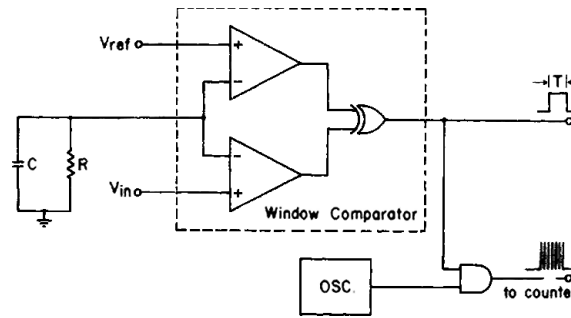 Vref
+
−
T
C
R
−
Vin
+
Window Comparator
OSC.
to counte